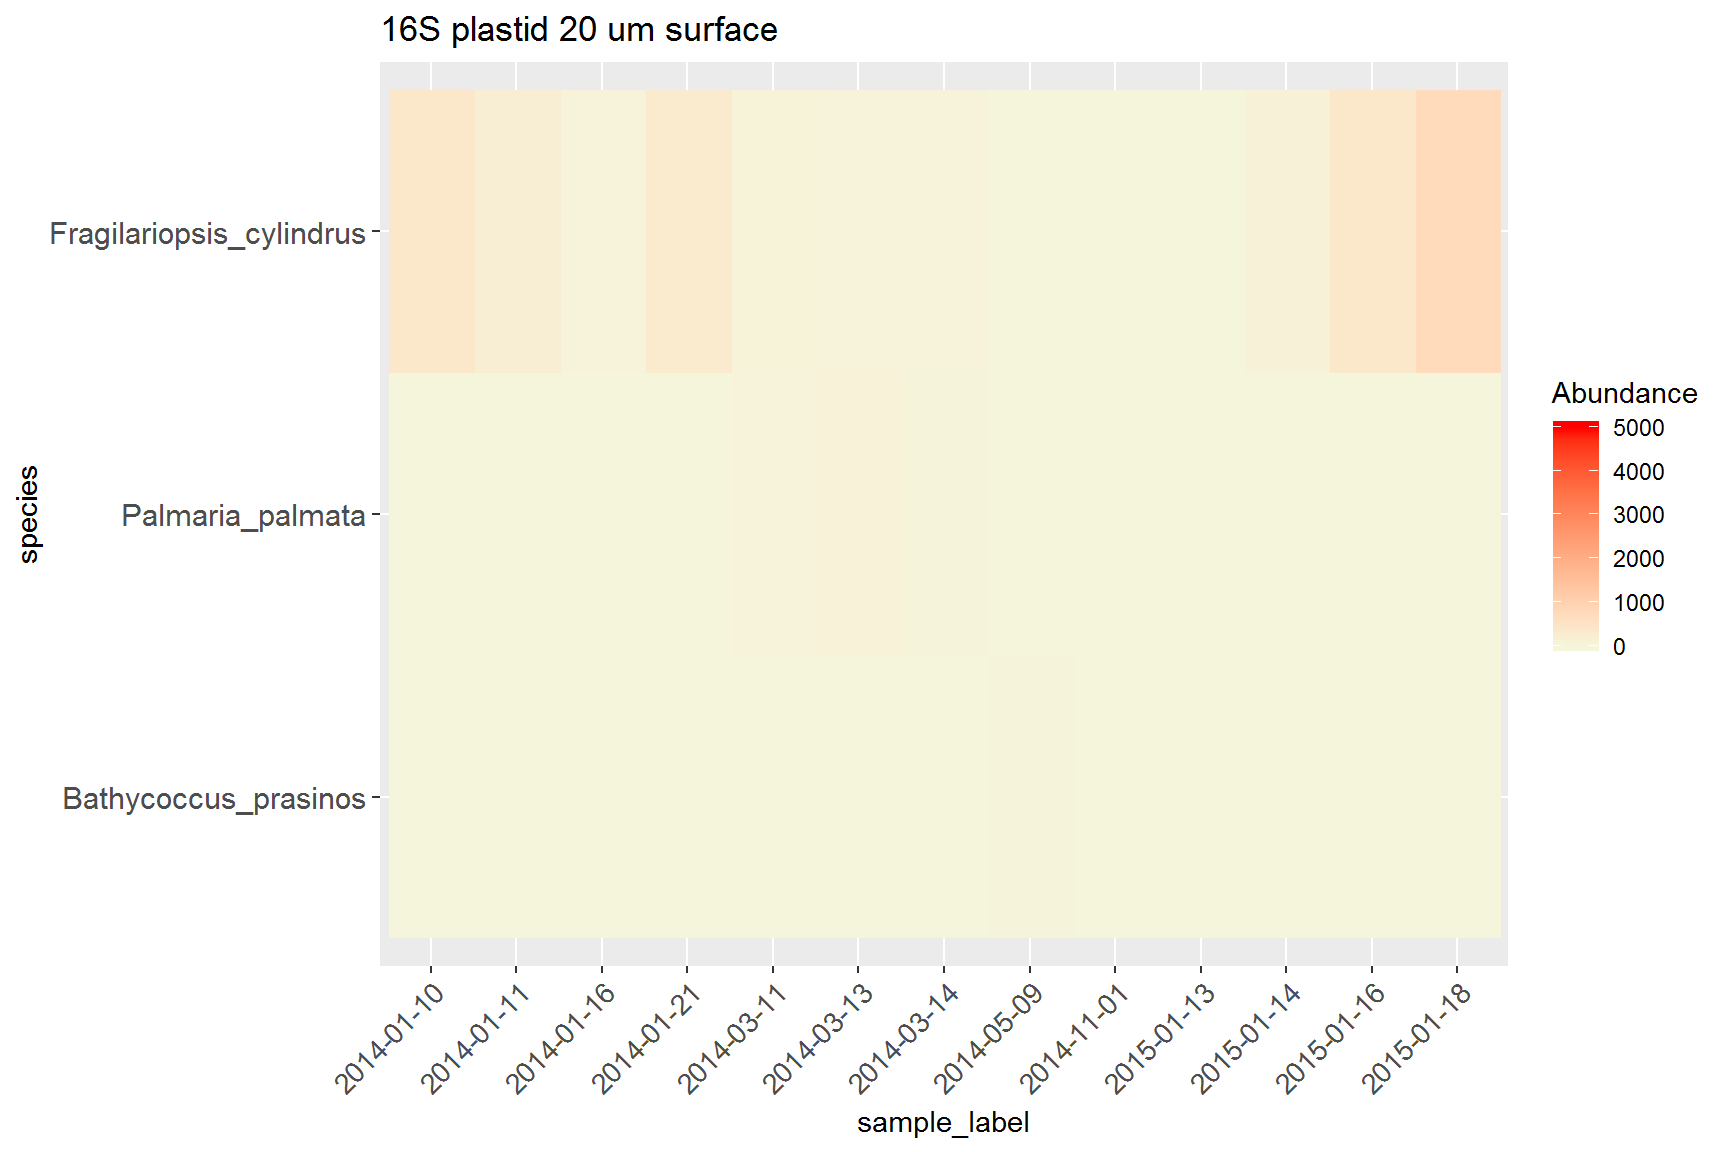 16S plastid 20 um surface
species
Fragilariopsis_cylindrus
Palmaria_palmata
Bathycoccus_prasinos
Abundance
5000
4000
3000
2000
1000
0
2014-01-10
2014-01-11
2014-01-16
2014-01-21
2014-03-11
2014-03-13
2014-03-14
2014-05-09
2014-11-01
2015-01-13
2015-01-14
2015-01-16
2015-01-18
sample_label